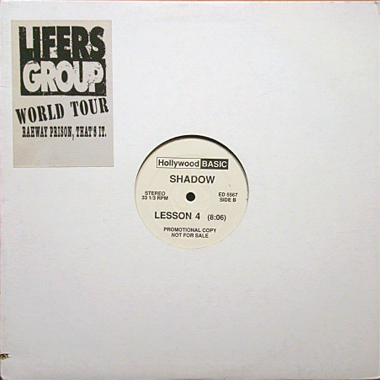 LIFERS
GROUP
WORLD TOUR
RAHWAY PRISON, THAT'S IT.
Hollywood BASIC
SHADOW
STEREO
33 1/3 RPM
ED 5567
SIDE B
LESSON 4 (8:06)
PROMOTIONAL COPY
NOT FOR SALE